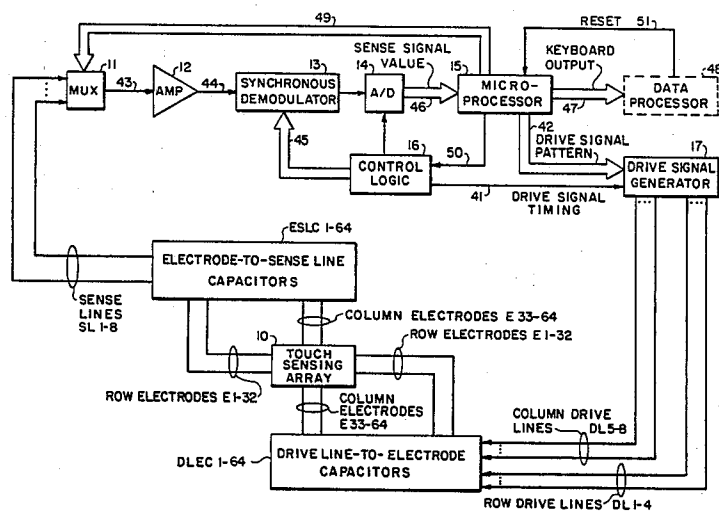 49
RESET 51
11
12
13
SENSE SIGNAL
VALUE
14
15
KEYBOARD
OUTPUT
48
MUX
43
AMP
44
SYNCHRONOUS
DEMODULATOR
A/D
46
MICRO-
PROCESSOR
47
DATA
PROCESSOR
42
DRIVE SIGNAL
PATTERN
17
45
16
50
CONTROL
LOGIC
41
DRIVE SIGNAL
TIMING
DRIVE SIGNAL
GENERATOR
ESLC 1-64
ELECTRODE-TO-SENSE LINE
CAPACITORS
SENSE
LINES
SL 1-8
COLUMN ELECTRODES E 33-64
10
ROW ELECTRODES E1-32
TOUCH
SENSING
ARRAY
ROW ELECTRODES E 1-32
COLUMN
ELECTRODES
E33-64
COLUMN DRIVE
LINES DL5-8
DLEC 1-64
DRIVE LINE-TO-ELECTRODE
CAPACITORS
ROW DRIVE LINES DL 1-4